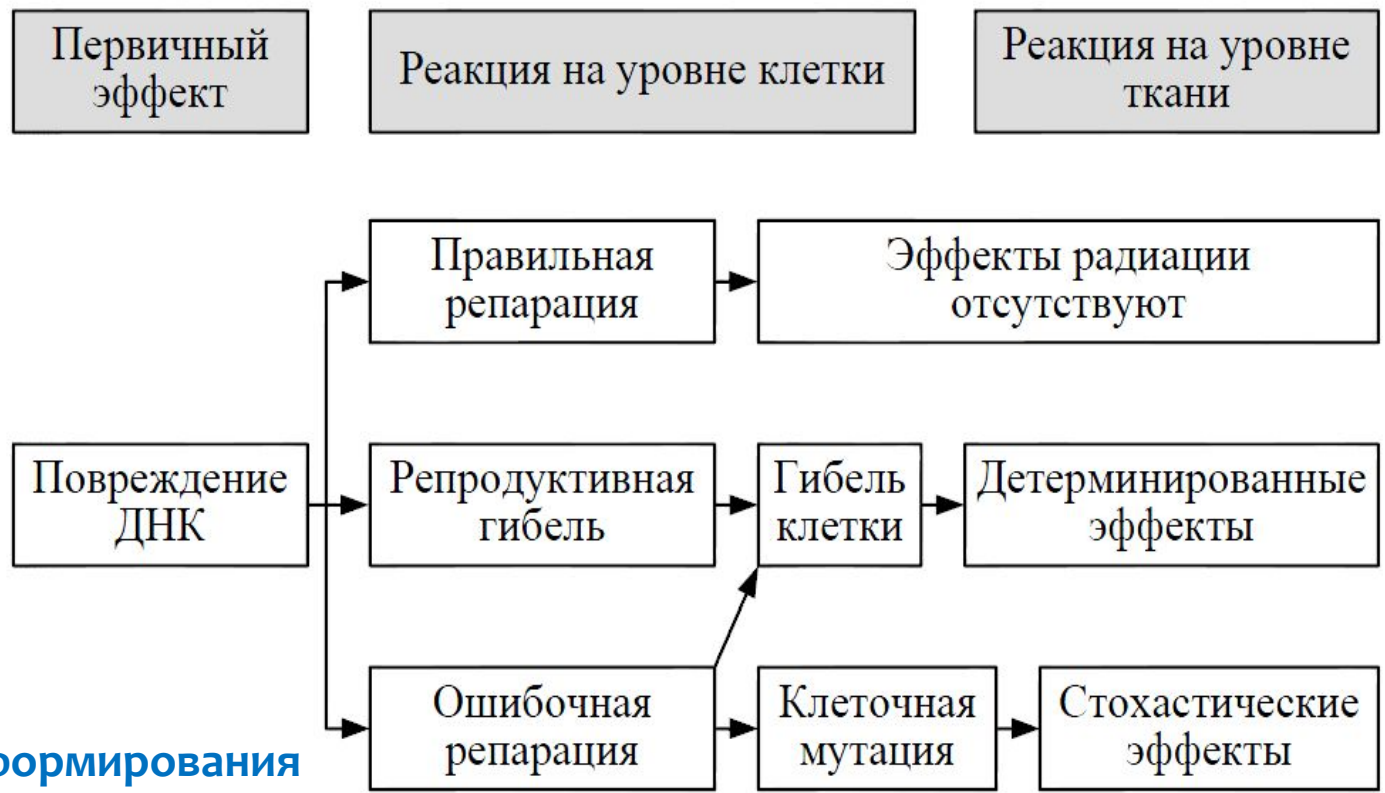 Первичный
эффект
Реакция на уровне клетки
Реакция на уровне
ткани
Правильная
репарация
Эффекты радиации
отсутствуют
Повреждение
ДНК
Репродуктивная
гибель
Гибель
клетки
Детерминированные
эффекты
Ошибочная
репарация
Клеточная
мутация
Стохастические
эффекты
формирования